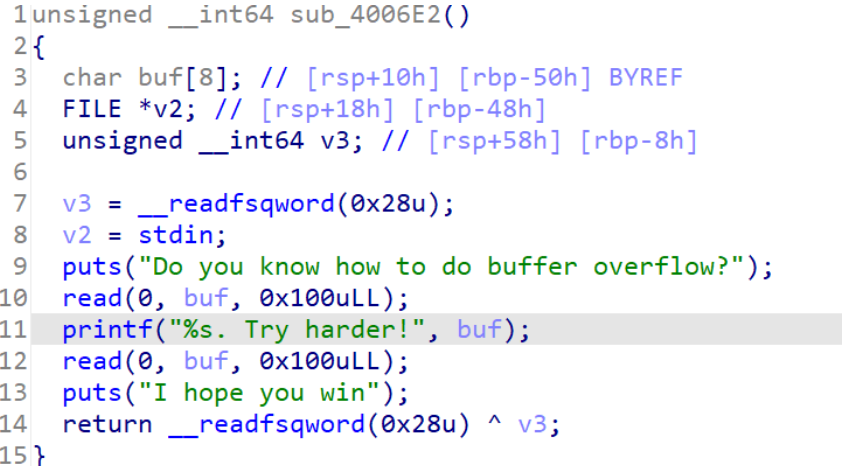 1 unsigned __int64 sub_4006E2()
2 {
3   char buf[8]; // [rsp+10h] [rbp-50h] BYREF
4   FILE *v2; // [rsp+18h] [rbp-48h]
5   unsigned __int64 v3; // [rsp+58h] [rbp-8h]
6
7   v3 = __readfsqword(0x28u);
8   v2 = stdin;
9   puts("Do you know how to do buffer overflow?");
10   read(0, buf, 0x100uLL);
11   printf("%s. Try harder!", buf);
12   read(0, buf, 0x100uLL);
13   puts("I hope you win");
14   return __readfsqword(0x28u) ^ v3;
15 }